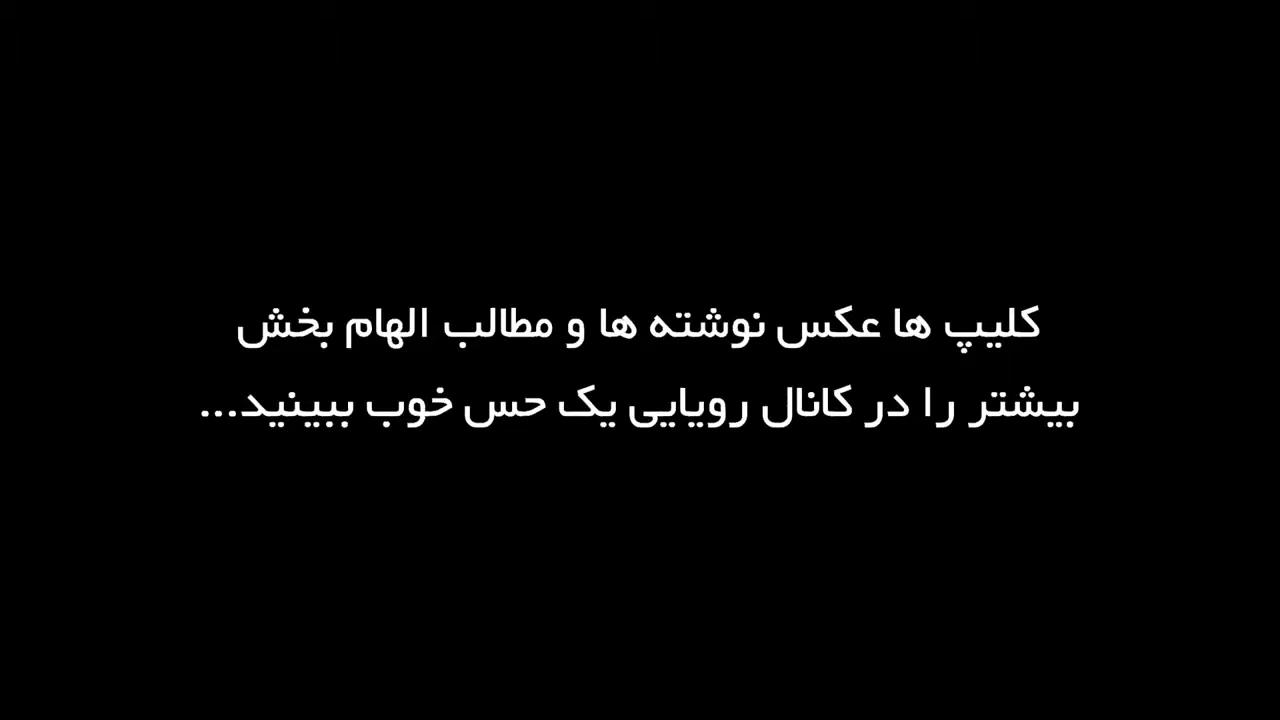 کلیپ ها عکس نوشته ها و مطالب الهام بخش
بیشتر را در کانال رویایی یک حس خوب ببینید...